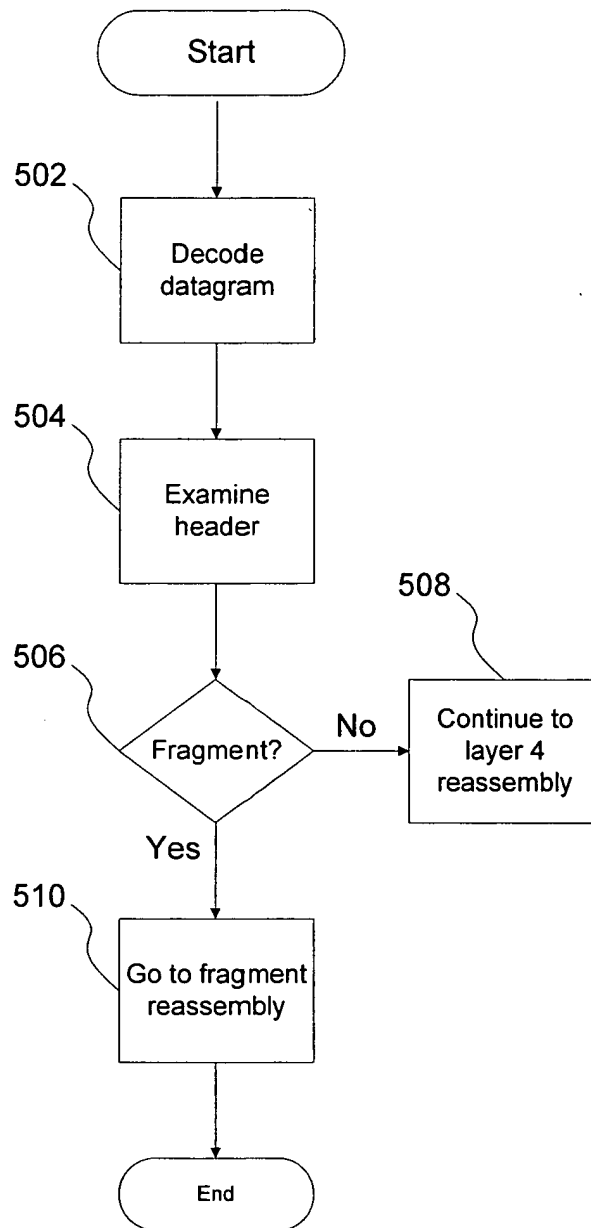 Start
502
Decode
datagram
504
Examine
header
508
506
Fragment?
No
Continue to
layer 4
reassembly
Yes
510
Go to fragment
reassembly
End